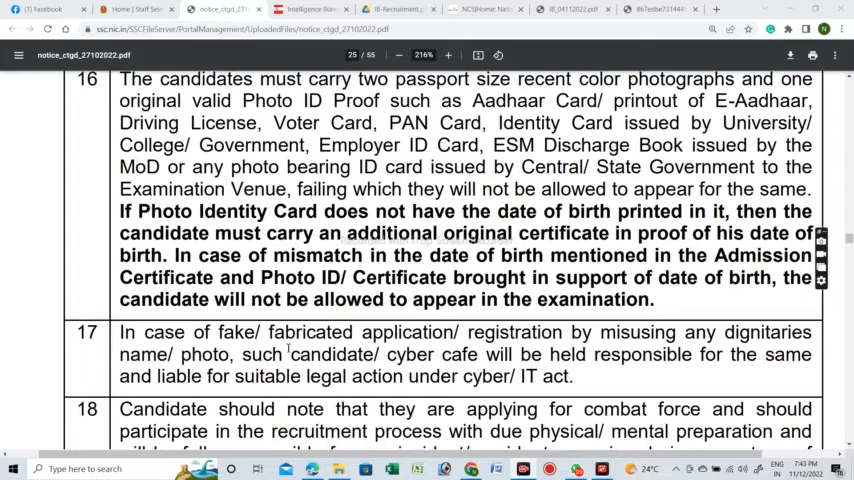 Facebook
Home | Staff Selec
notice_ctgd_27102022.pdf
Intelligence Bure
IB-Recruitment.p
NCS|Home: Natio
IB_04112022.pdf
867edbe7314445
ssc.nic.in/SSCFileServer/PortalManagement/UploadedFiles/notice_ctgd_27102022.pdf
N
notice_ctgd_27102022.pdf
25 / 55
216%
16 The candidates must carry two passport size recent color photographs and one
original valid Photo ID Proof such as Aadhaar Card/ printout of E-Aadhaar,
Driving License, Voter Card, PAN Card, Identity Card issued by University/
College/ Government, Employer ID Card, ESM Discharge Book issued by the
MoD or any photo bearing ID card issued by Central/ State Government to the
Examination Venue, failing which they will not be allowed to appear for the same.
If Photo Identity Card does not have the date of birth printed in it, then the
candidate must carry an additional original certificate in proof of his date of
birth. In case of mismatch in the date of birth mentioned in the Admission
Certificate and Photo ID/ Certificate brought in support of date of birth, the
candidate will not be allowed to appear in the examination.
17 In case of fake/ fabricated application/ registration by misusing any dignitaries
name/ photo, such candidate/ cyber cafe will be held responsible for the same
and liable for suitable legal action under cyber/ IT act.
18 Candidate should note that they are applying for combat force and should
participate in the recruitment process with due physical/ mental preparation and
Type here to search
24°C
ENG
IN
7:43 PM
11/12/2022